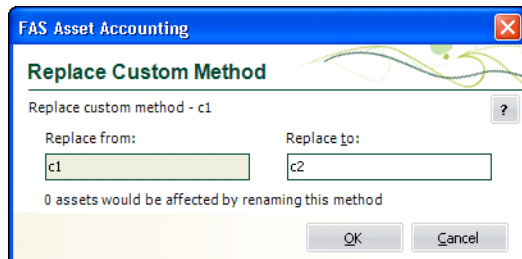 FAS Asset Accounting
Replace Custom Method
Replace custom method - c1
?
Replace from: Replace to:
c1 c2
0 assets would be affected by renaming this method
OK Cancel